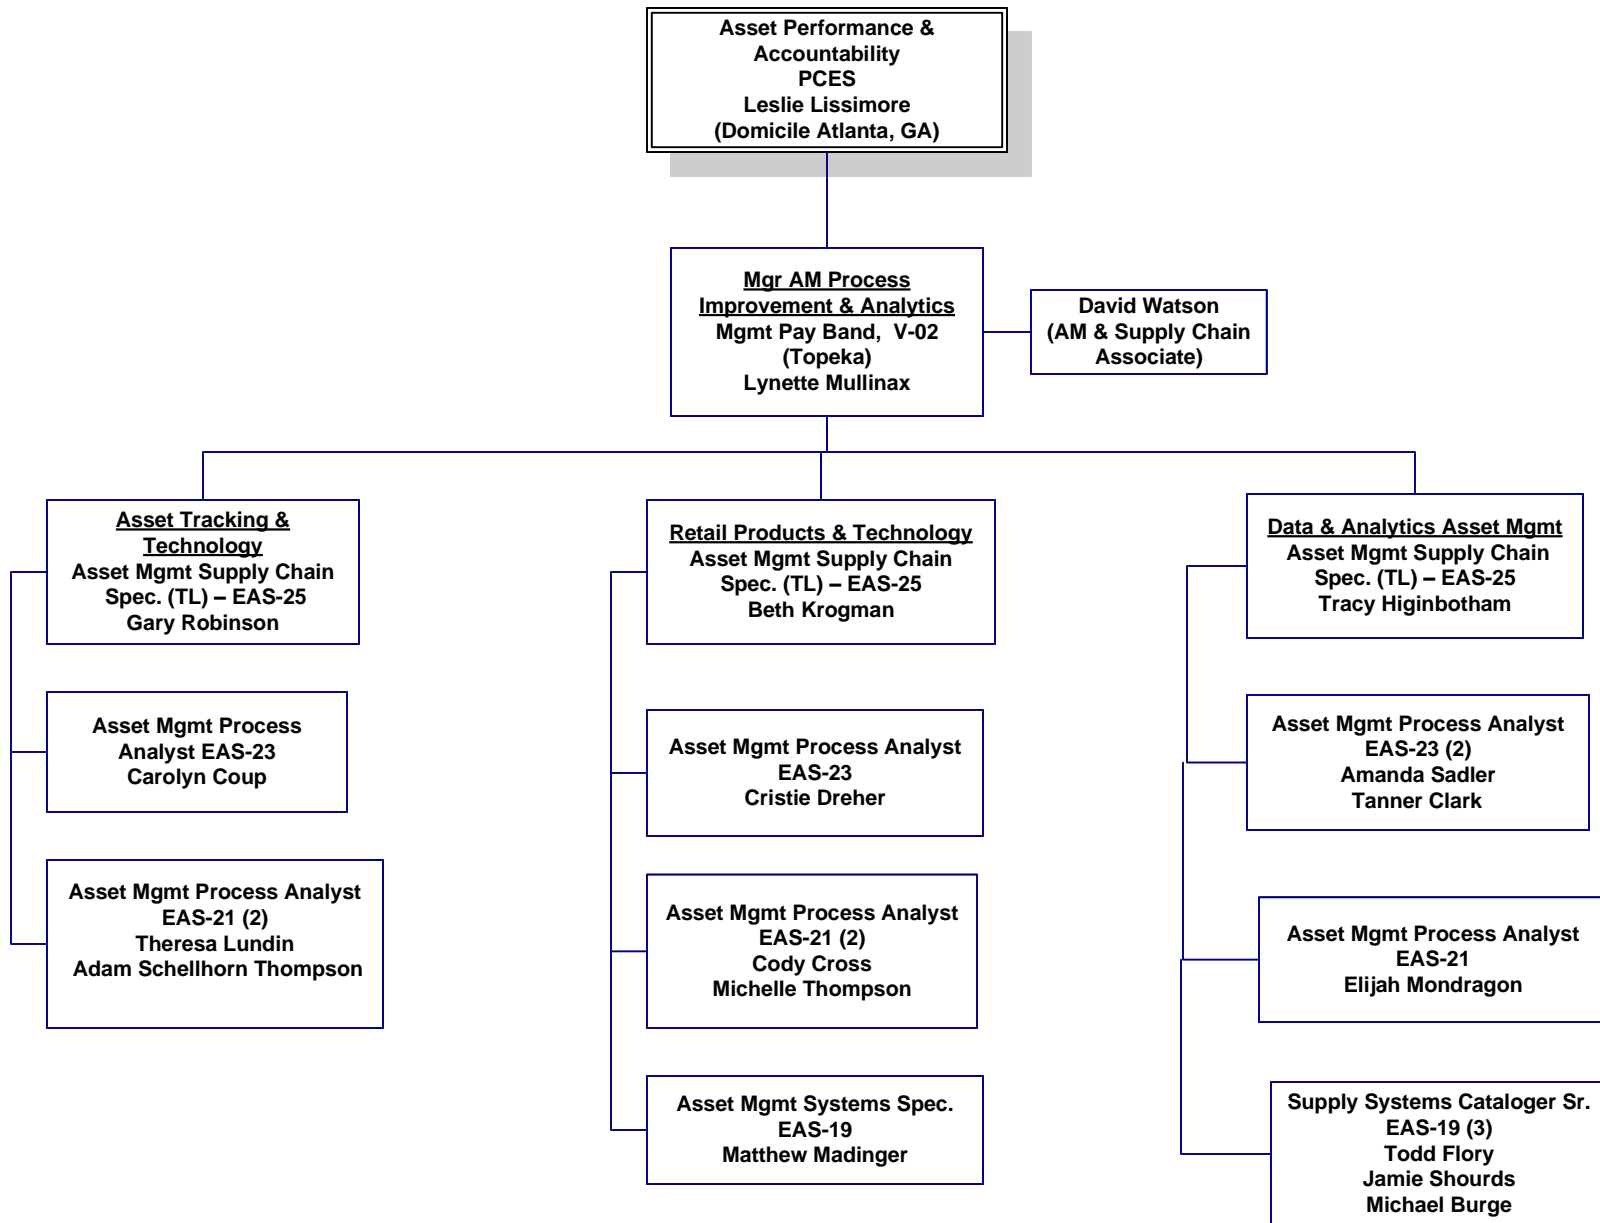 Asset Performance &
Accountability
PCES
Leslie Lissimore
(Domicile Atlanta, GA)
Mgr AM Process
Improvement & Analytics
Mgmt Pay Band,  V-02
(Topeka)
Lynette Mullinax
David Watson
(AM & Supply Chain
Associate)
Asset Tracking &
Technology
Asset Mgmt Supply Chain
Spec. (TL) – EAS-25
Gary Robinson
Asset Mgmt Process
Analyst EAS-23
Carolyn Coup
Asset Mgmt Process Analyst
EAS-21 (2)
Theresa Lundin
Adam Schellhorn Thompson
Retail Products & Technology
Asset Mgmt Supply Chain
Spec. (TL) – EAS-25
Beth Krogman
Asset Mgmt Process Analyst
EAS-23
Cristie Dreher
Asset Mgmt Process Analyst
EAS-21 (2)
Cody Cross
Michelle Thompson
Asset Mgmt Systems Spec.
EAS-19
Matthew Madinger
Data & Analytics Asset Mgmt
Asset Mgmt Supply Chain
Spec. (TL) – EAS-25
Tracy Higinbotham
Asset Mgmt Process Analyst
EAS-23 (2)
Amanda Sadler
Tanner Clark
Asset Mgmt Process Analyst
EAS-21
Elijah Mondragon
Supply Systems Cataloger Sr.
EAS-19 (3)
Todd Flory
Jamie Shourds
Michael Burge